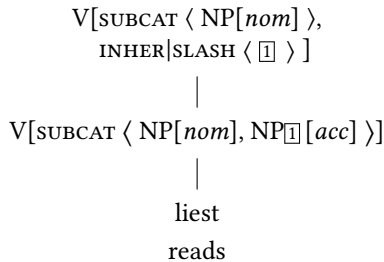 V[SUBCAT ⟨ NP[nom] ⟩,
INHER|SLASH ⟨ 1 ⟩ ]
V[SUBCAT ⟨ NP[nom], NP1[acc] ⟩]
liest
reads